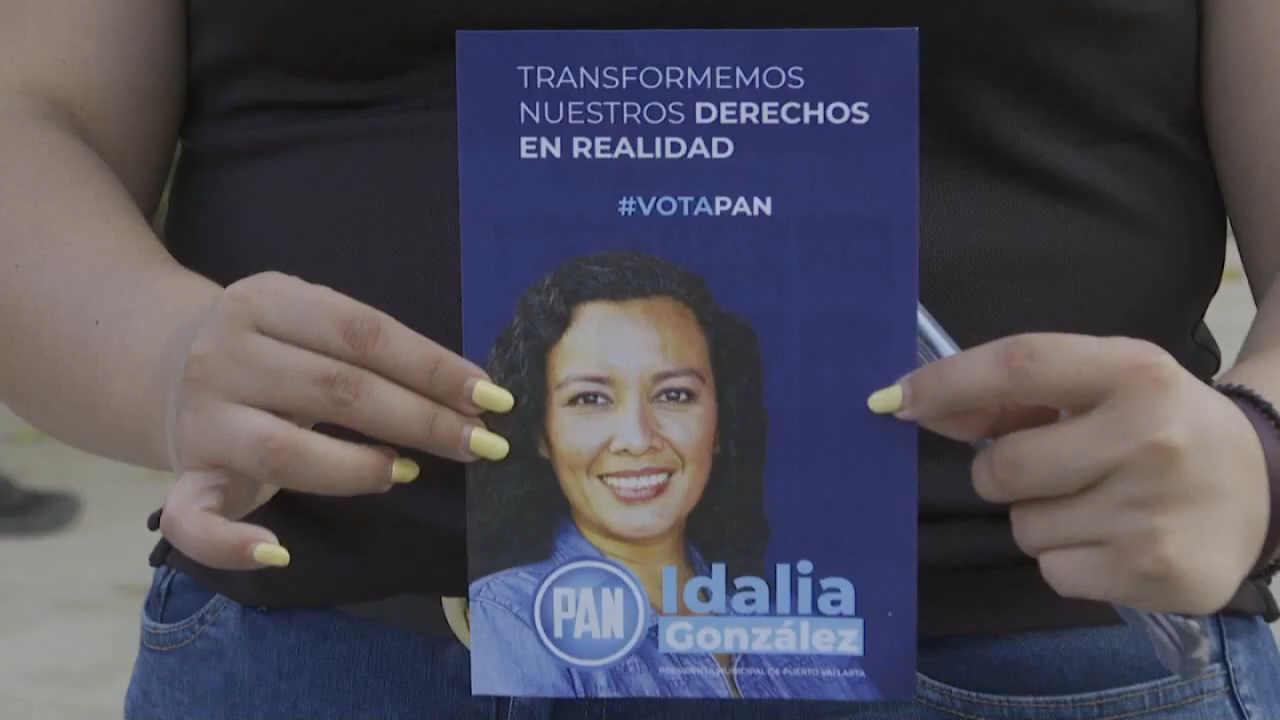 TRANSFORMEMOS
NUESTROS DERECHOS
EN REALIDAD
#VOTAPAN
PAN
Idalia
González
PRESIDENTA MUNICIPAL DE PUERTO VALLARTA